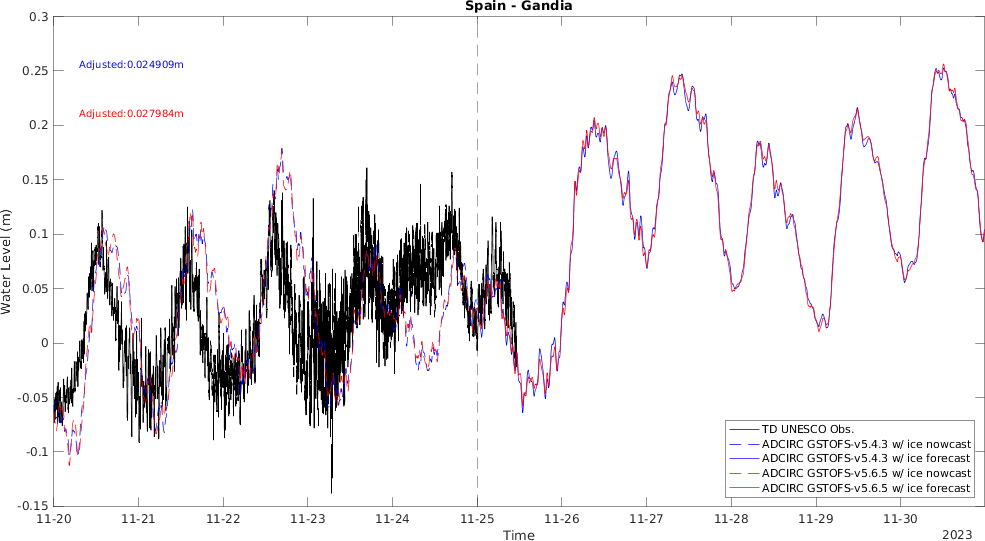 Spain - Gandia
0.3
0.25
0.2
0.15
0.1
0.05
0
-0.05
-0.1
-0.15
Water Level (m)
Adjusted:0.024909m
Adjusted:0.027984m
TD UNESCO Obs.
ADCIRC GSTOFS-v5.4.3 w/ ice nowcast
ADCIRC GSTOFS-v5.4.3 w/ ice forecast
ADCIRC GSTOFS-v5.6.5 w/ ice nowcast
ADCIRC GSTOFS-v5.6.5 w/ ice forecast
11-20 11-21 11-22 11-23 11-24 11-25 11-26 11-27 11-28 11-29 11-30
Time
2023